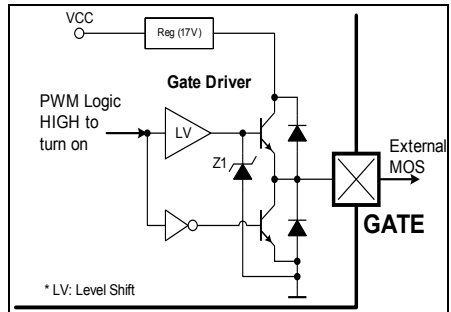 VCC
Reg (17V)
Gate Driver
PWM Logic
HIGH to
turn on
LV
Z1
External
MOS
GATE
* LV: Level Shift